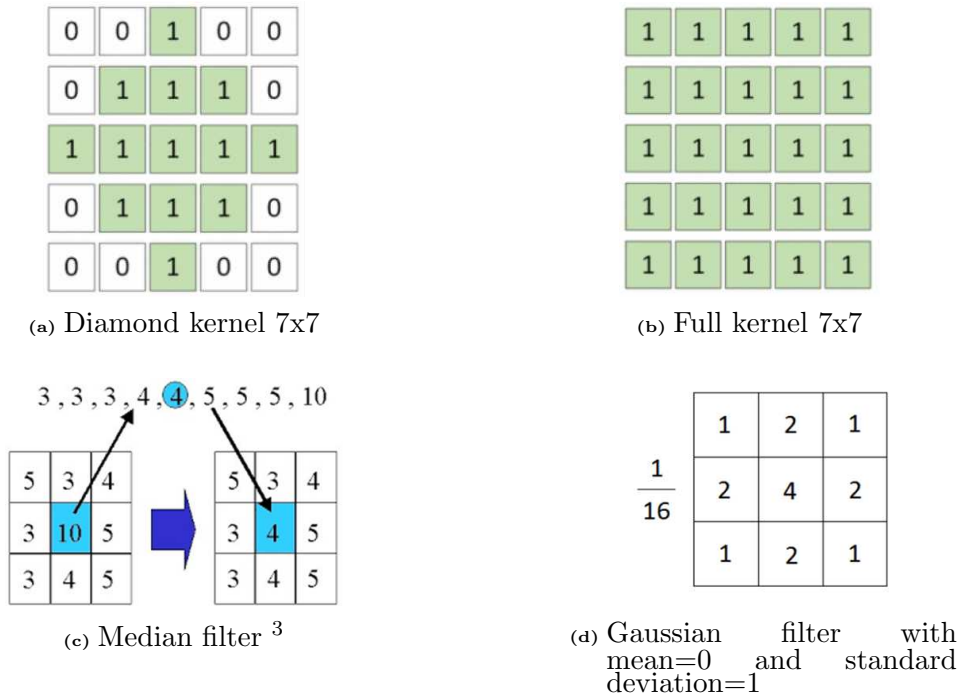 0 0 1 0 0
0 1 1 1 0
1 1 1 1 1
0 1 1 1 0
0 0 1 0 0
(a) Diamond kernel 7x7
1 1 1 1 1
1 1 1 1 1
1 1 1 1 1
1 1 1 1 1
1 1 1 1 1
(b) Full kernel 7x7
3 , 3 , 3 , 4 , 4 , 5 , 5 , 5 , 10
5 3 4
3 10 5
3 4 5
5 3 4
3 4 5
3 4 5
(c) Median filter 3
1
16
1 2 1
2 4 2
1 2 1
(d) Gaussian filter with
mean=0 and standard
deviation=1